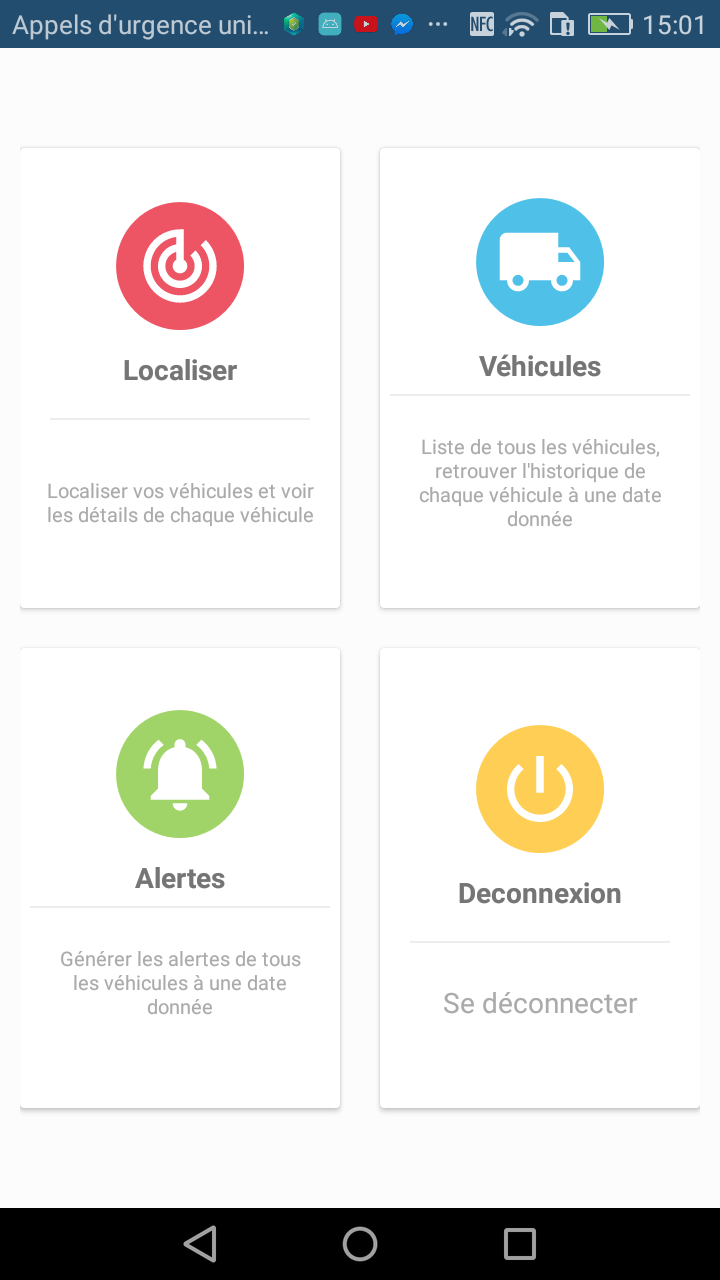 Appels d'urgence uni... NFC 15:01
Localiser
Localiser vos véhicules et voir
les détails de chaque véhicule
Véhicules
Liste de tous les véhicules,
retrouver l'historique de
chaque véhicule à une date
donnée
Alertes
Générer les alertes de tous
les véhicules à une date
donnée
Deconnexion
Se déconnecter